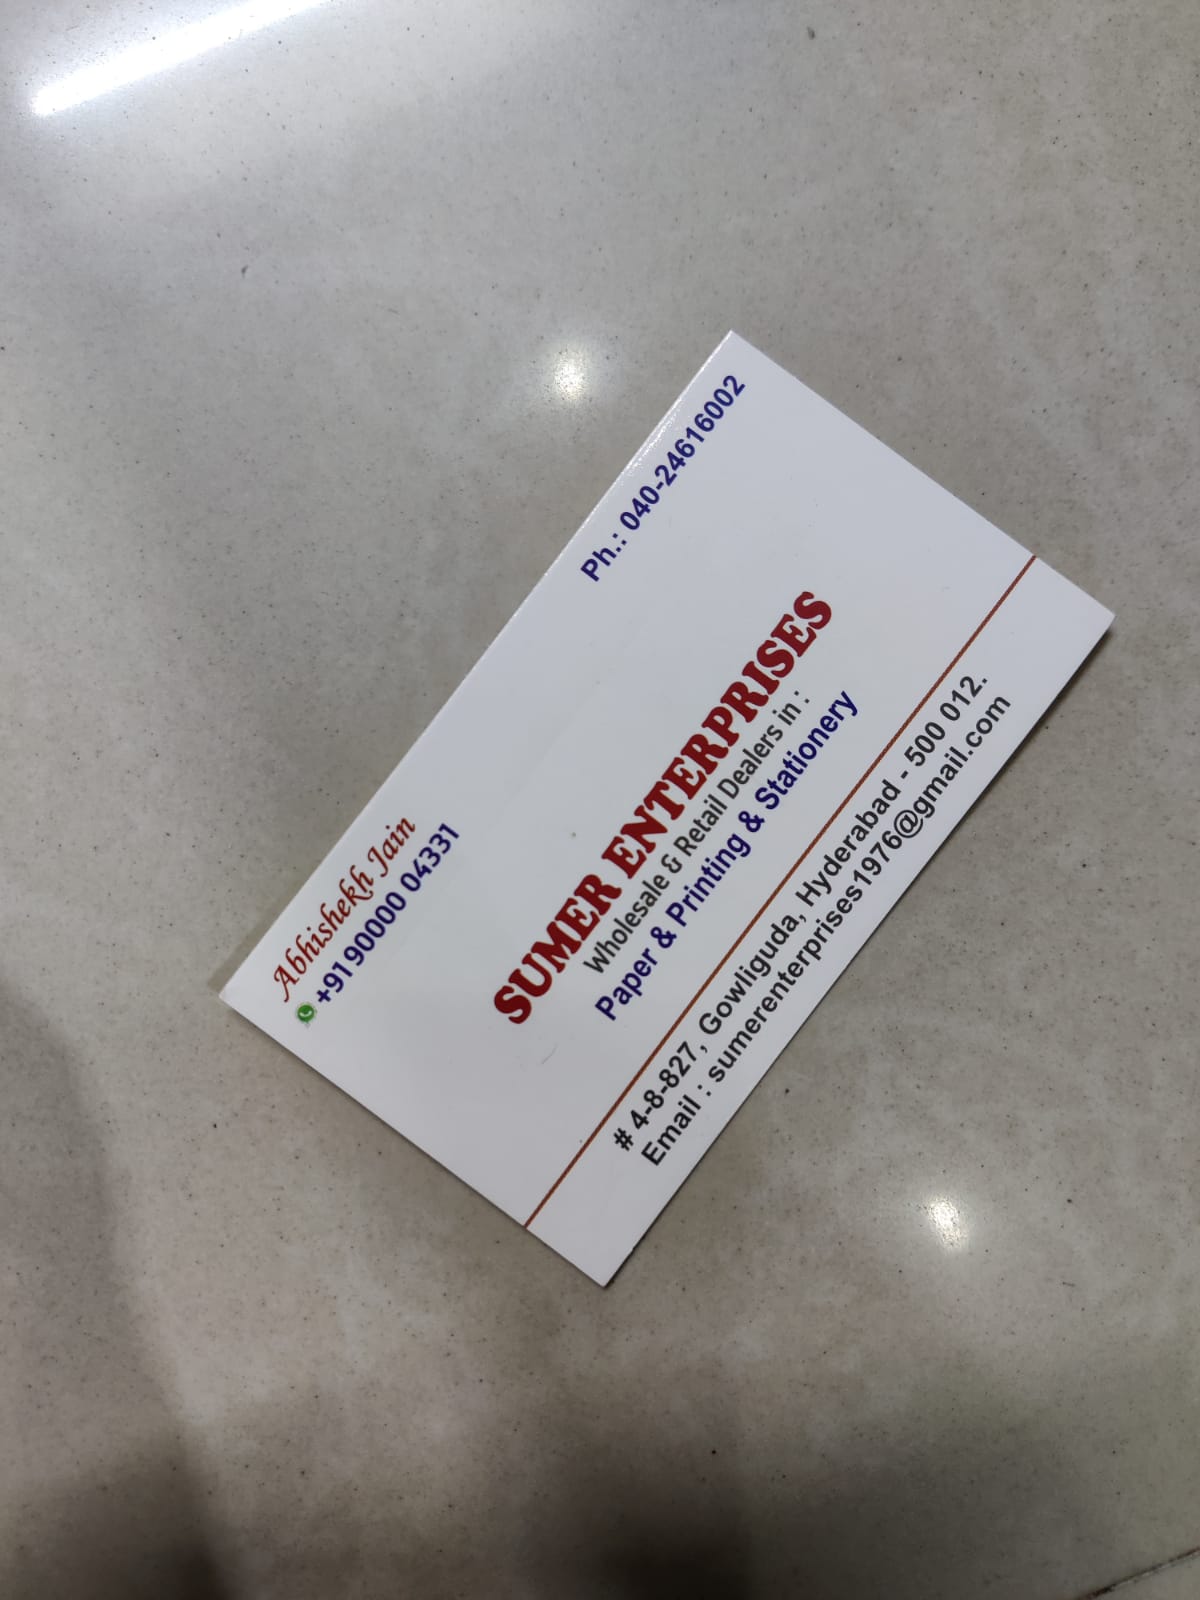 Abhishekh Jain
+91 90000 04331
Ph.: 040-24616002
SUMER ENTERPRISES
Wholesale & Retail Dealers in :
Paper & Printing & Stationery
# 4-8-827, Gowliguda, Hyderabad - 500 012.
Email : sumerenterprises1976@gmail.com